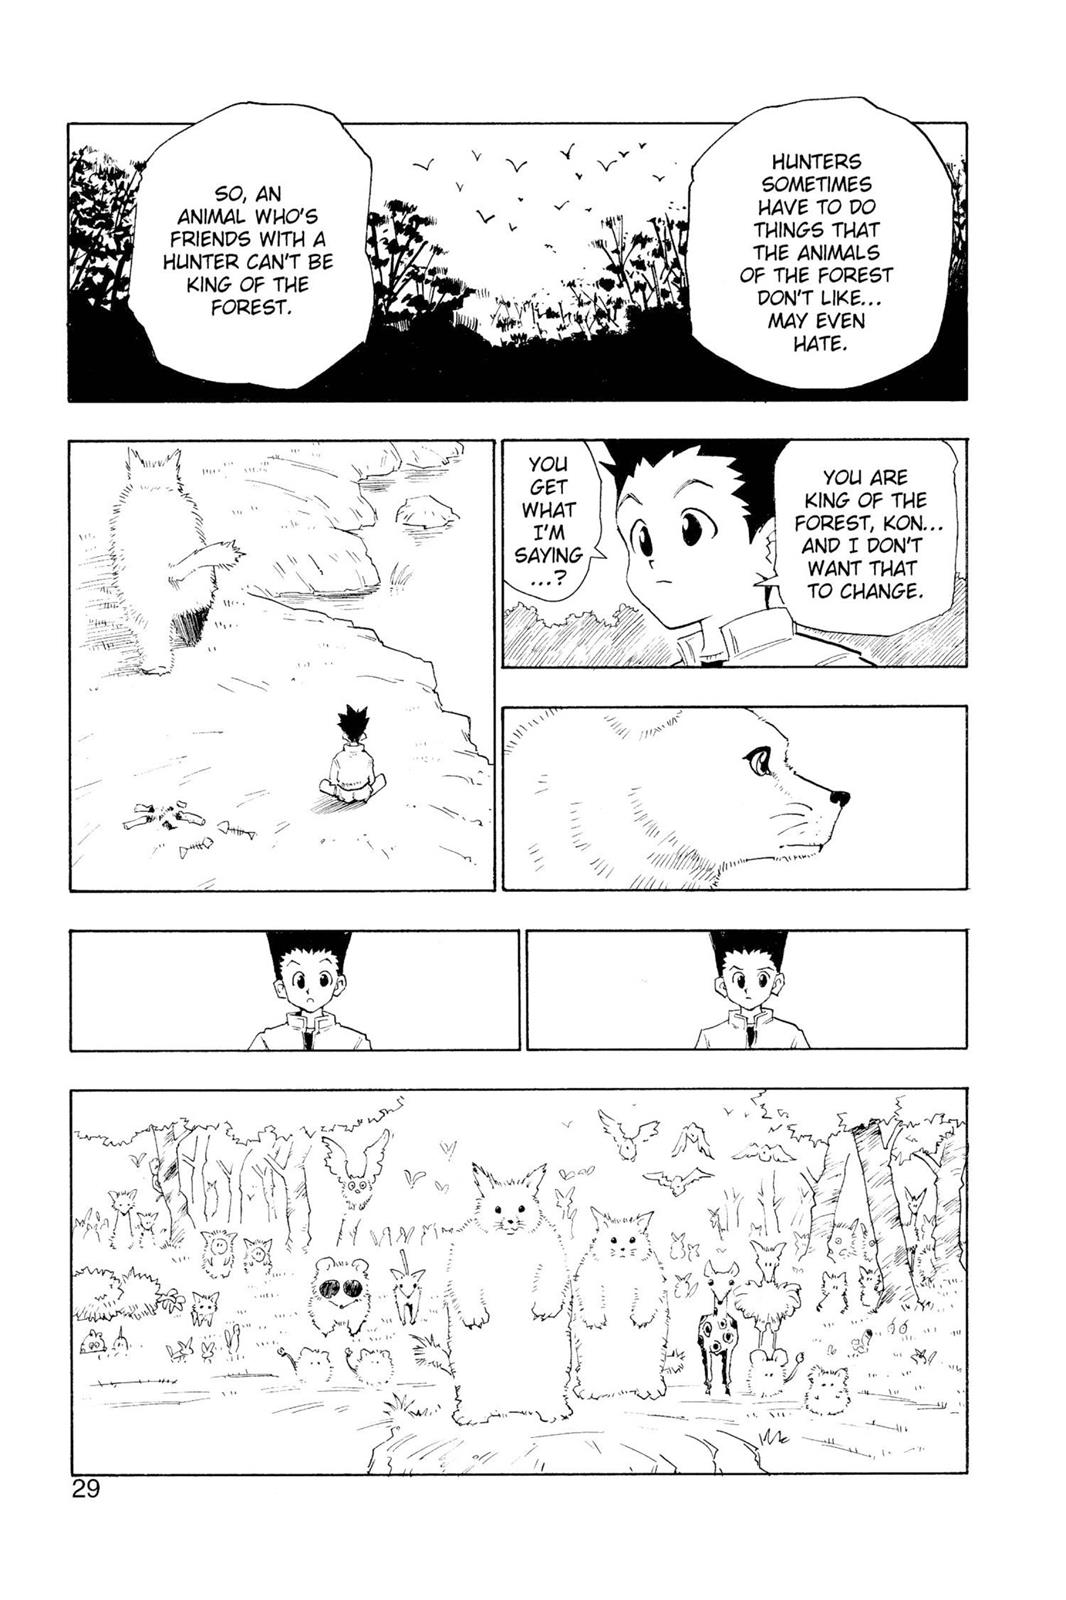 HUNTERS
SOMETIMES
HAVE TO DO
THINGS THAT
THE ANIMALS
OF THE FOREST
DON'T LIKE...
MAY EVEN
HATE.
SO, AN
ANIMAL WHO'S
FRIENDS WITH A
HUNTER CAN'T BE
KING OF THE
FOREST.
YOU ARE
KING OF THE
FOREST, KON...
AND I DON'T
WANT THAT
TO CHANGE.
YOU
GET
WHAT
I'M
SAYING
...?
29